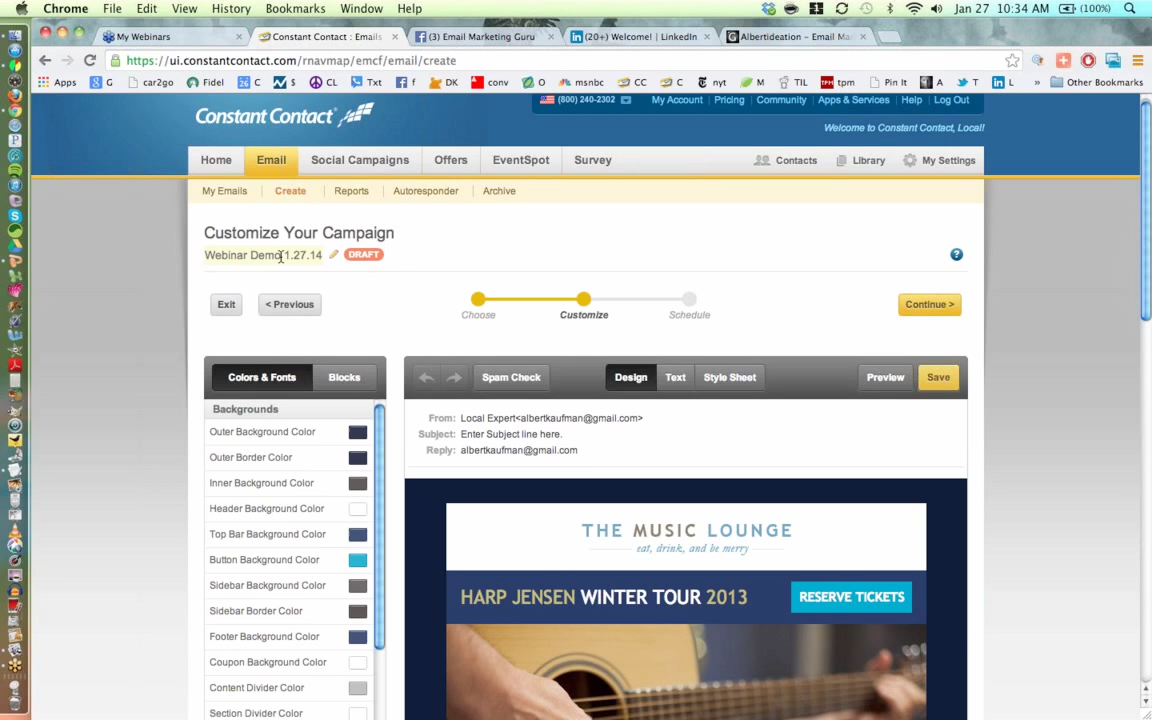 Chrome File Edit View History Bookmarks Window Help Jan 27 10:34 AM (100%)
My Webinars Constant Contact : Emails (3) Email Marketing Guru (20+) Welcome! | LinkedIn Albertideation – Email Ma
https://ui.constantcontact.com/rnavmap/emcf/email/create
Apps G car2go Fidel C S CL Txt f DK conv O msnbc CC C nyt M TIL tpm Pin It A T L » Other Bookmarks
Constant Contact
(800) 240-2302 My Account Pricing Community Apps & Services Help Log Out
Welcome to Constant Contact, Local!
Home Email Social Campaigns Offers EventSpot Survey Contacts Library My Settings
My Emails Create Reports Autoresponder Archive
Customize Your Campaign
Webinar Demo 1.27.14 DRAFT ?
Exit < Previous Continue >
Choose Customize Schedule
Colors & Fonts Blocks Spam Check Design Text Style Sheet Preview Save
Backgrounds
Outer Background Color
Outer Border Color
Inner Background Color
Header Background Color
Top Bar Background Color
Button Background Color
Sidebar Background Color
Sidebar Border Color
Footer Background Color
Coupon Background Color
Content Divider Color
Section Divider Color
From: Local Expert<albertkaufman@gmail.com>
Subject: Enter Subject line here.
Reply: albertkaufman@gmail.com
THE MUSIC LOUNGE
eat, drink, and be merry
HARP JENSEN WINTER TOUR 2013 RESERVE TICKETS